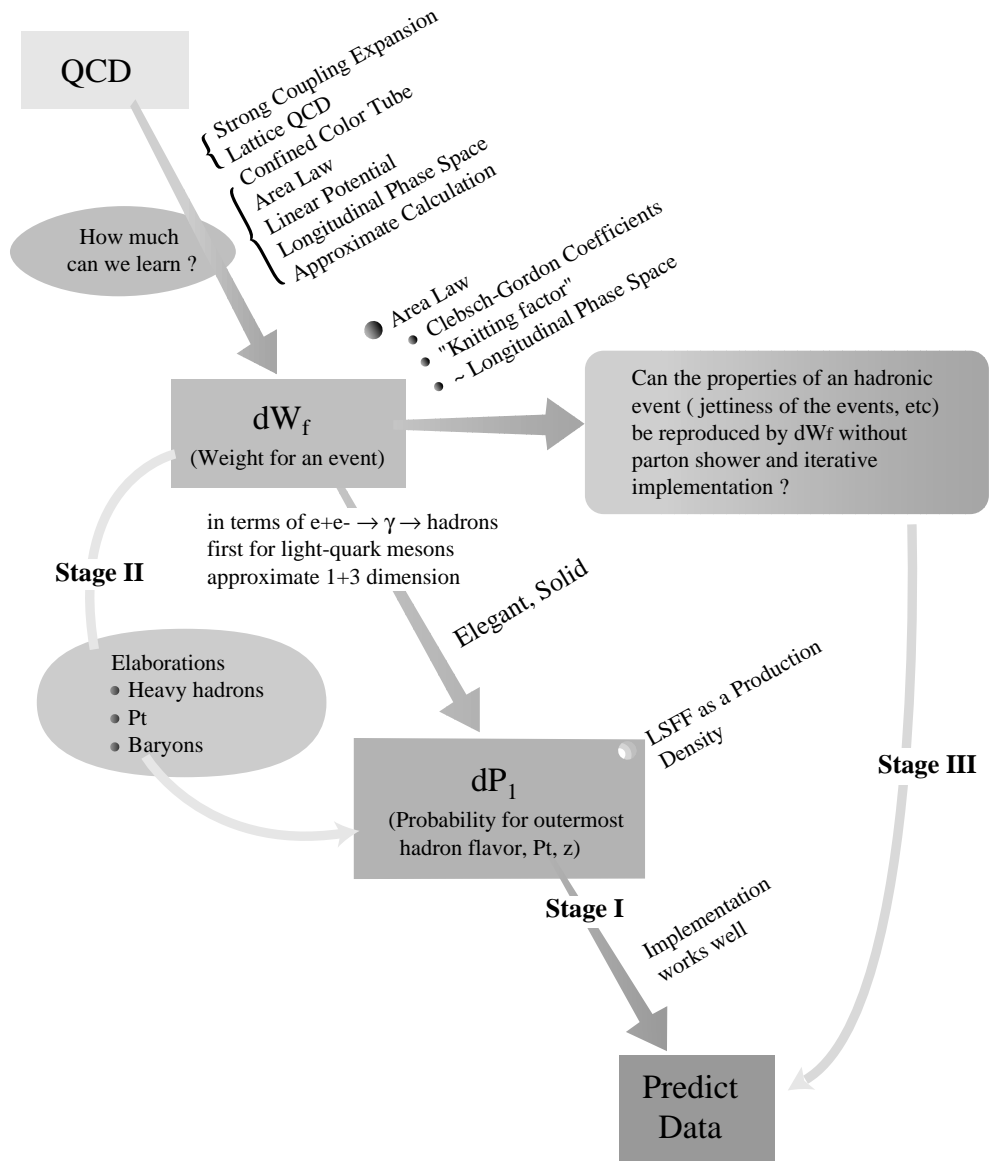 QCD
Strong Coupling Expansion
Lattice QCD
Confined Color Tube
Area Law
Linear Potential
Longitudinal Phase Space
Approximate Calculation
How much
can we learn ?
Area Law
Clebsch-Gordon Coefficients
"Knitting factor"
~ Longitudinal Phase Space
dWf
(Weight for an event)
Can the properties of an hadronic
event ( jettiness of the events, etc)
be reproduced by dWf without
parton shower and iterative
implementation ?
in terms of e+e- → γ → hadrons
first for light-quark mesons
approximate 1+3 dimension
Stage II
Elegant, Solid
Elaborations
Heavy hadrons
Pt
Baryons
LSFF as a Production
Density
Stage III
dP1
(Probability for outermost
hadron flavor, Pt, z)
Stage I
Implementation
works well
Predict
Data